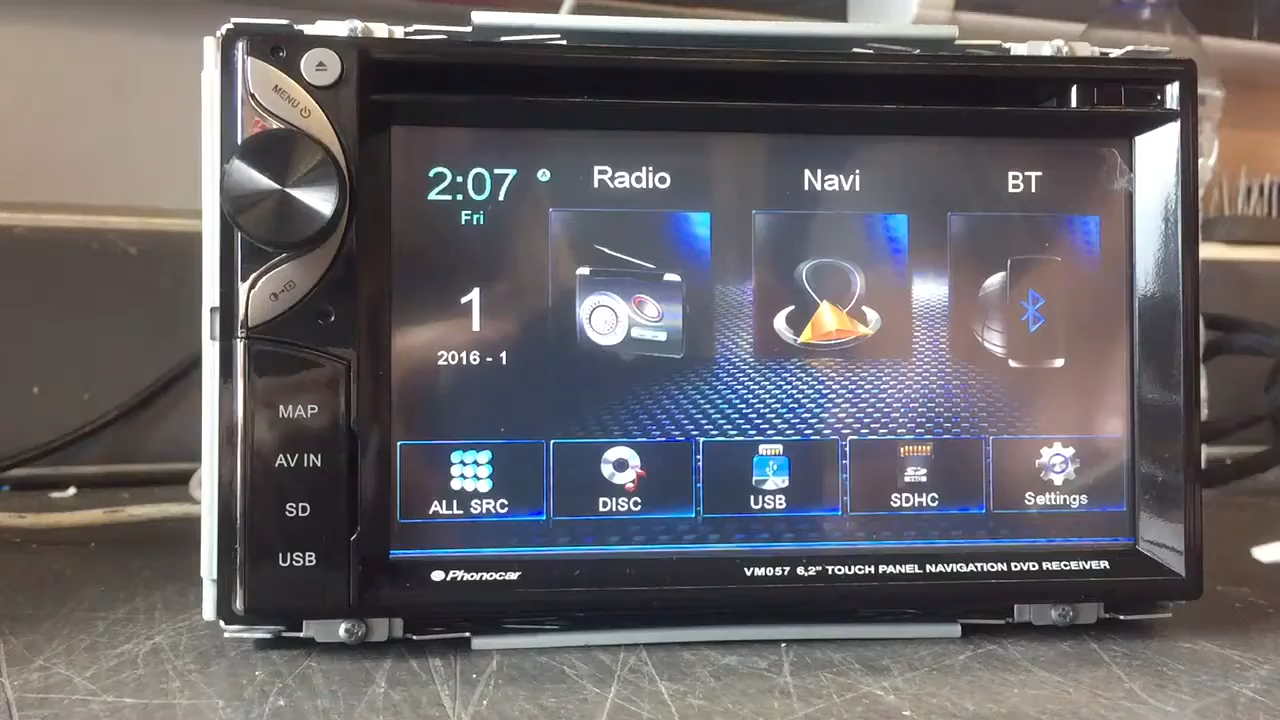 MENU
2:07
Fri
Radio
Navi
BT
1
2016 - 1
MAP
AV IN
SD
USB
ALL SRC
DISC
USB
SDHC
Settings
Phonocar
VM057 6,2" TOUCH PANEL NAVIGATION DVD RECEIVER